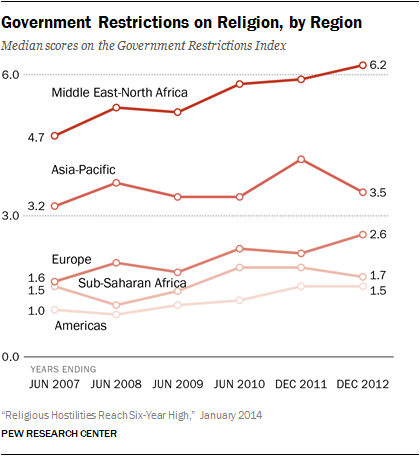 Government Restrictions on Religion, by Region
Median scores on the Government Restrictions Index
6.0
6.2
Middle East-North Africa
4.7
Asia-Pacific
3.2
3.5
3.0
2.6
Europe
1.6
Sub-Saharan Africa
1.7
1.5
1.5
1.0
Americas
0.0
YEARS ENDING
JUN 2007 JUN 2008 JUN 2009 JUN 2010 DEC 2011 DEC 2012
“Religious Hostilities Reach Six-Year High,” January 2014
PEW RESEARCH CENTER